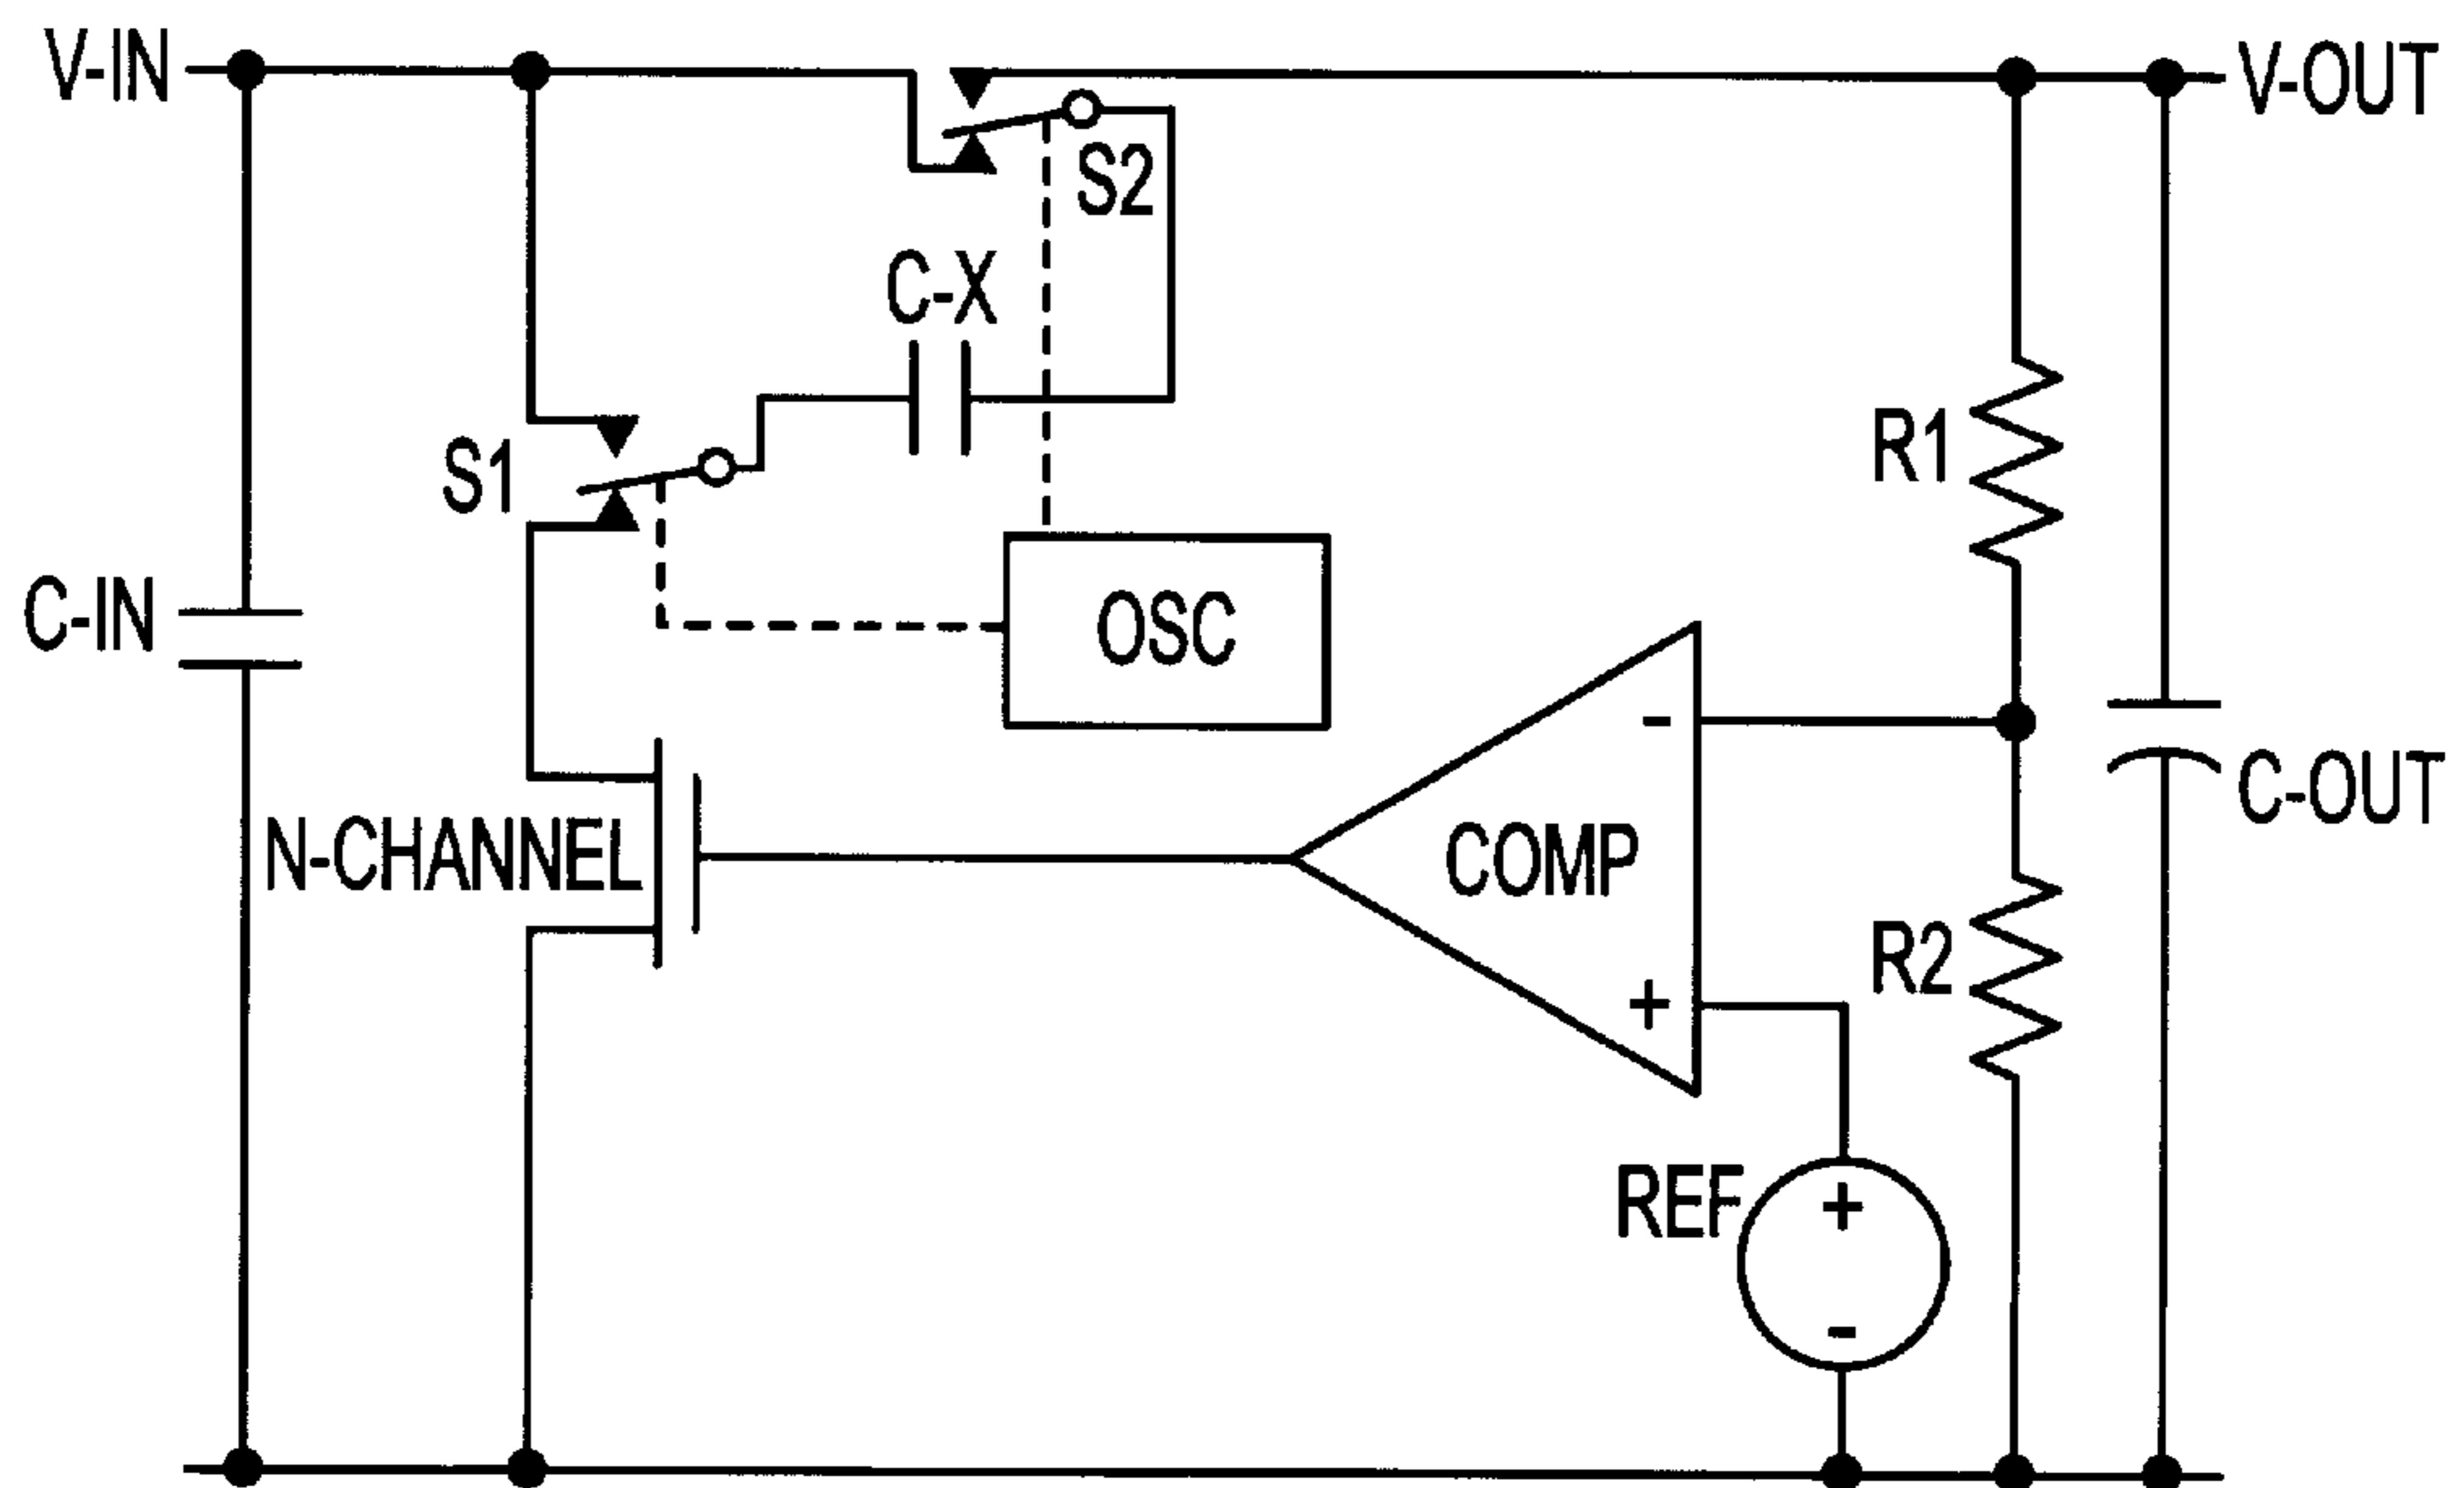 V-IN
V-OUT
S2
C-X
R1
S1
C-IN
OSC
-
C-OUT
N-CHANNEL
COMP
R2
+
REF
+
-